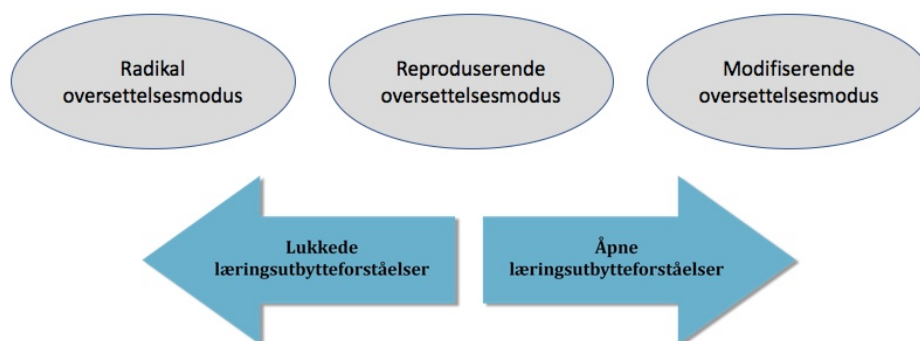 Radikal
oversettelsesmodus
Reproduserende
oversettelsesmodus
Modifiserende
oversettelsesmodus
Lukkede
læringsutbytteforståelser
Åpne
læringsutbytteforståelser